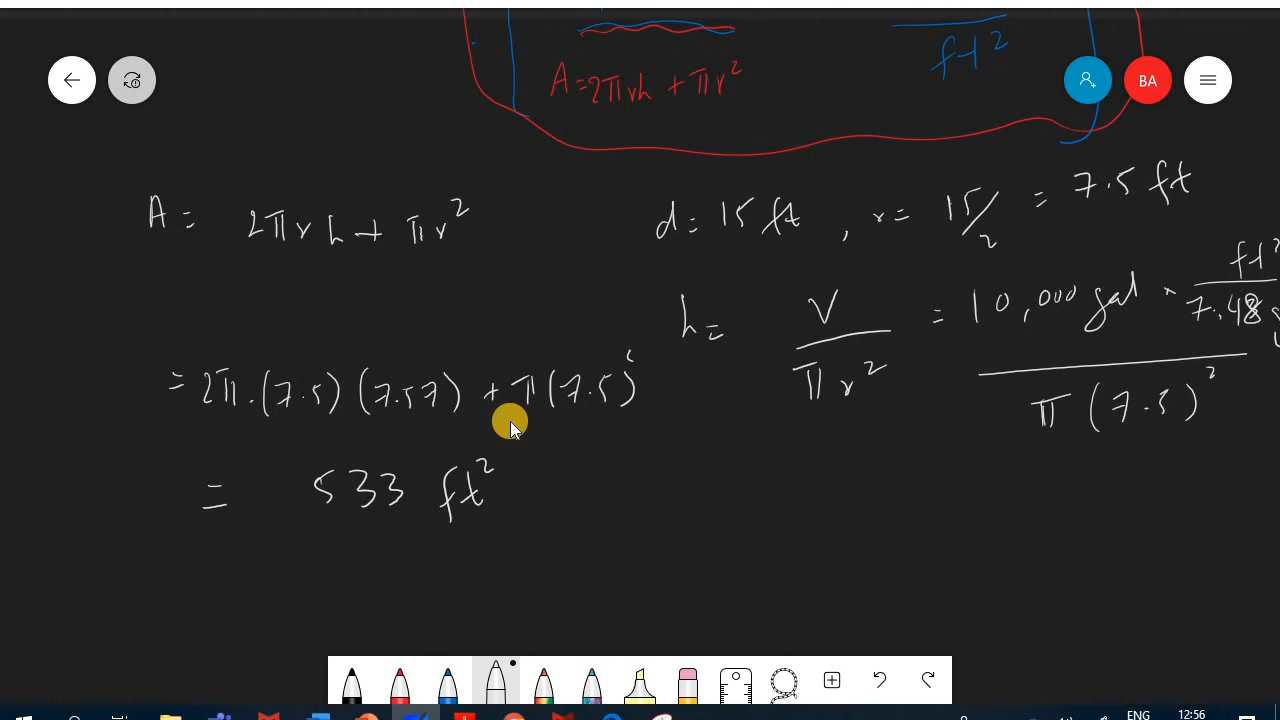 ft²
A=2πrh + πr²
BA
A= 2πrh + πr²
d= 15 ft, r= 15/2 = 7.5 ft
h= V/πr² = 10,000 gal × ft³/7.48 / π(7.5)²
=2π.(7.5)(7.57) + π(7.5)²
= 533 ft²
ENG
12:56